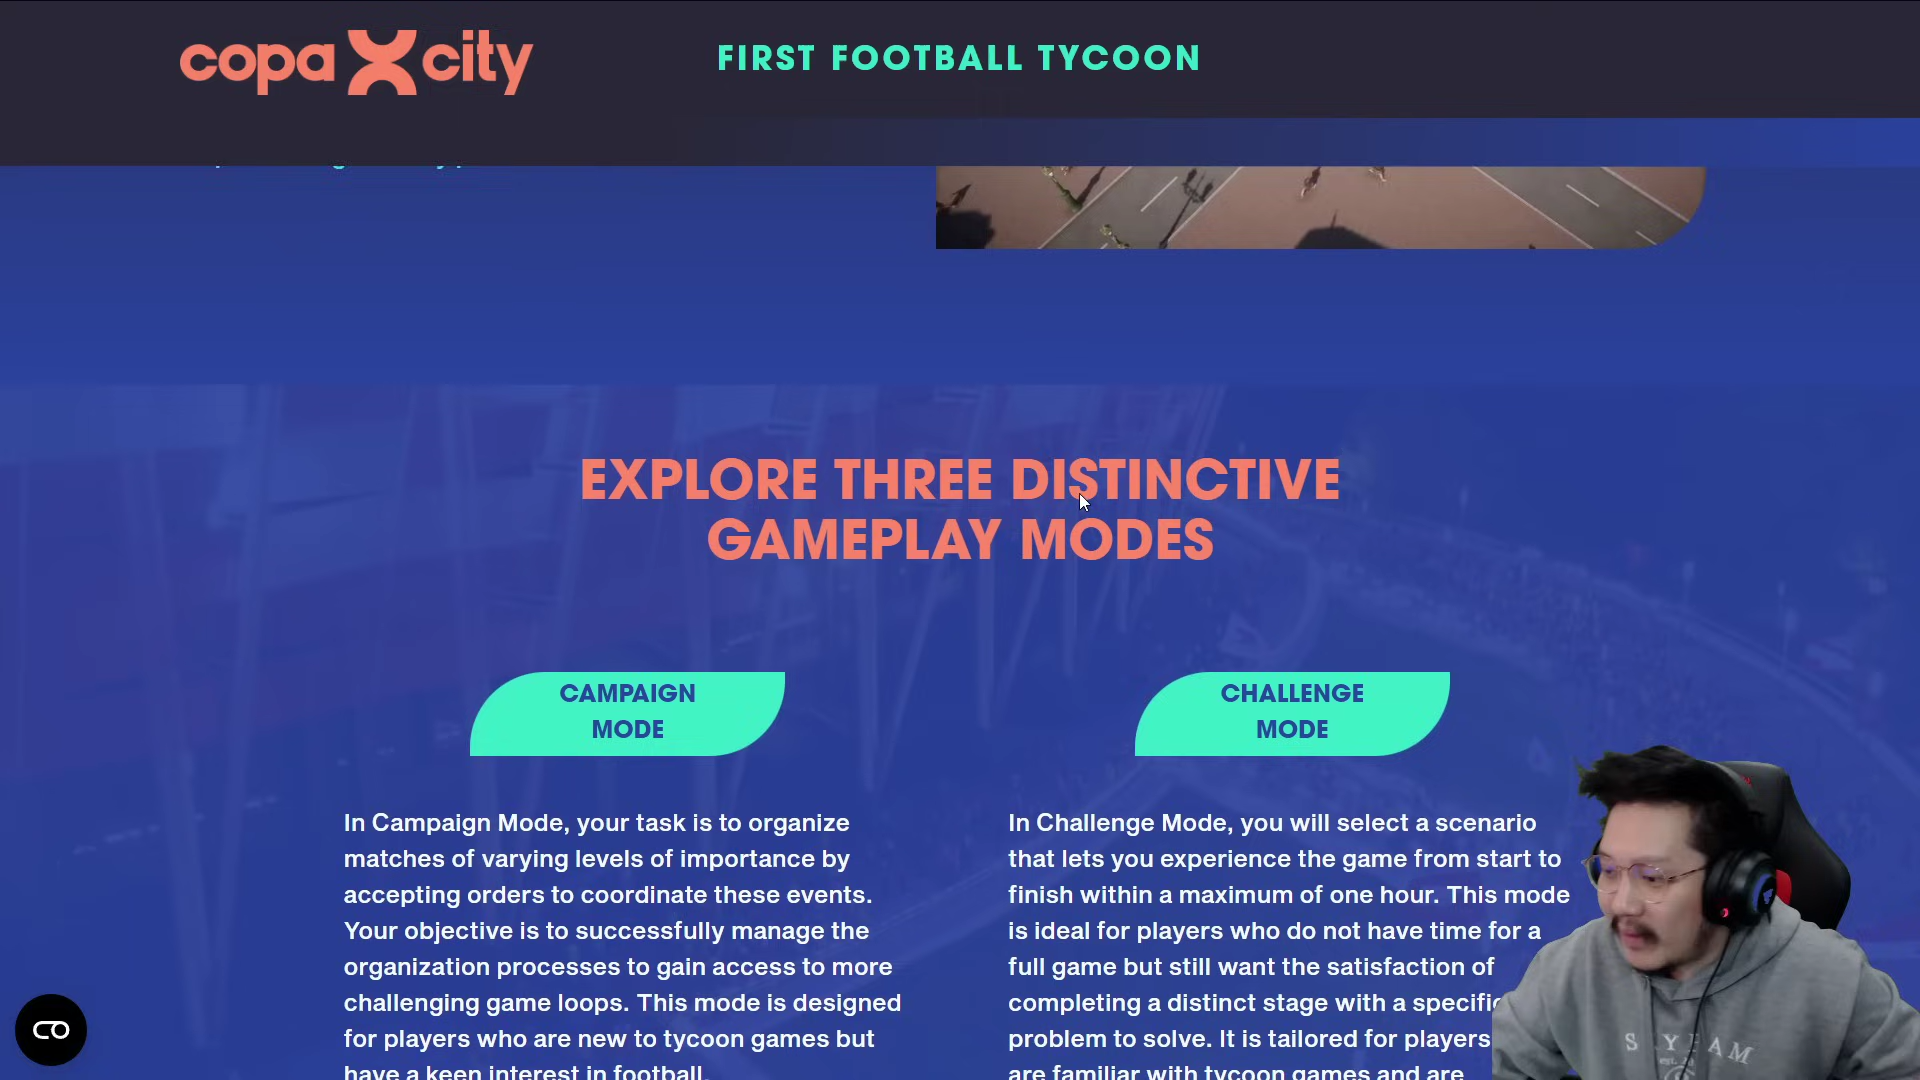 copa city
FIRST FOOTBALL TYCOON
EXPLORE THREE DISTINCTIVE
GAMEPLAY MODES
CAMPAIGN
MODE
In Campaign Mode, your task is to organize
matches of varying levels of importance by
accepting orders to coordinate these events.
Your objective is to successfully manage the
organization processes to gain access to more
challenging game loops. This mode is designed
for players who are new to tycoon games but
have a keen interest in football.
CHALLENGE
MODE
In Challenge Mode, you will select a scenario
that lets you experience the game from start to
finish within a maximum of one hour. This mode
is ideal for players who do not have time for a
full game but still want the satisfaction of
completing a distinct stage with a specific
problem to solve. It is tailored for players
are familiar with tycoon games and are